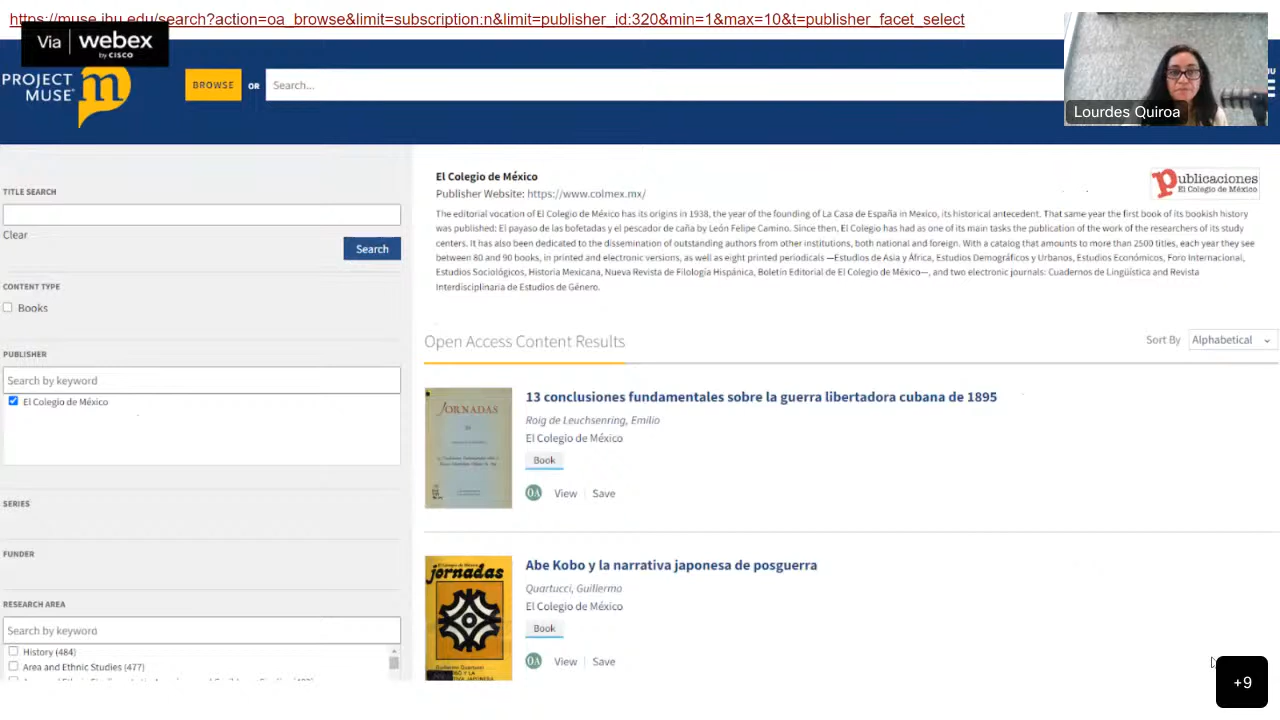 https://muse.jhu.edu/search?action=oa_browse&limit=subscription:n&limit=publisher_id:320&min=1&max=10&t=publisher_facet_select
Via webex
by CISCO
PROJECT
MUSE
BROWSE OR Search...
Lourdes Quiroa
TITLE SEARCH
Clear
Search
CONTENT TYPE
Books
PUBLISHER
Search by keyword
El Colegio de México
SERIES
FUNDER
RESEARCH AREA
Search by keyword
History (484)
Area and Ethnic Studies (477)
El Colegio de México
Publisher Website: https://www.colmex.mx/
publicaciones
El Colegio de México
The editorial vocation of El Colegio de México has its origins in 1938, the year of the founding of La Casa de España in Mexico, its historical antecedent. That same year the first book of its bookish history
was published: El payaso de las bofetadas y el pescador de caña by León Felipe Camino. Since then, El Colegio has had as one of its main tasks the publication of the work of the researchers of its study
centers. It has also been dedicated to the dissemination of outstanding authors from other institutions, both national and foreign. With a catalog that amounts to more than 2500 titles, each year they see
between 80 and 90 books, in printed and electronic versions, as well as eight printed periodicals —Estudios de Asia y África, Estudios Demográficos y Urbanos, Estudios Económicos, Foro Internacional,
Estudios Sociológicos, Historia Mexicana, Nueva Revista de Filología Hispánica, Boletín Editorial de El Colegio de México—, and two electronic journals: Cuadernos de Lingüística and Revista
Interdisciplinaria de Estudios de Género.
Open Access Content Results
Sort By Alphabetical
JORNADAS
13 conclusiones fundamentales sobre la guerra libertadora cubana de 1895
Roig de Leuchsenring, Emilio
El Colegio de México
Book
OA View Save
jornadas
Abe Kobo y la narrativa japonesa de posguerra
Quartucci, Guillermo
El Colegio de México
Book
OA View Save
+9